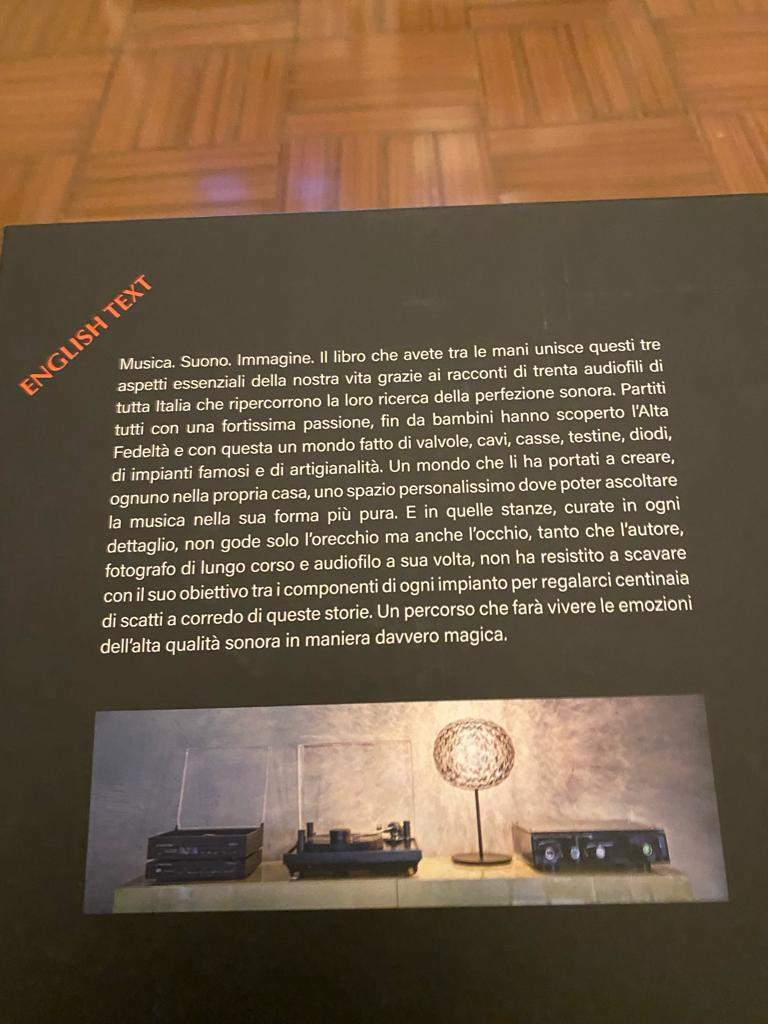 ENGLISH TEXT
Musica. Suono. Immagine. Il libro che avete tra le mani unisce questi tre
aspetti essenziali della nostra vita grazie ai racconti di trenta audiofili di
tutta Italia che ripercorrono la loro ricerca della perfezione sonora. Partiti
tutti con una fortissima passione, fin da bambini hanno scoperto l'Alta
Fedeltà e con questa un mondo fatto di valvole, cavi, casse, testine, diodi,
di impianti famosi e di artigianalità. Un mondo che li ha portati a creare,
ognuno nella propria casa, uno spazio personalissimo dove poter ascoltare
la musica nella sua forma più pura. E in quelle stanze, curate in ogni
dettaglio, non gode solo l'orecchio ma anche l'occhio, tanto che l'autore,
fotografo di lungo corso e audiofilo a sua volta, non ha resistito a scavare
con il suo obiettivo tra i componenti di ogni impianto per regalarci centinaia
di scatti a corredo di queste storie. Un percorso che farà vivere le emozioni
dell'alta qualità sonora in maniera davvero magica.